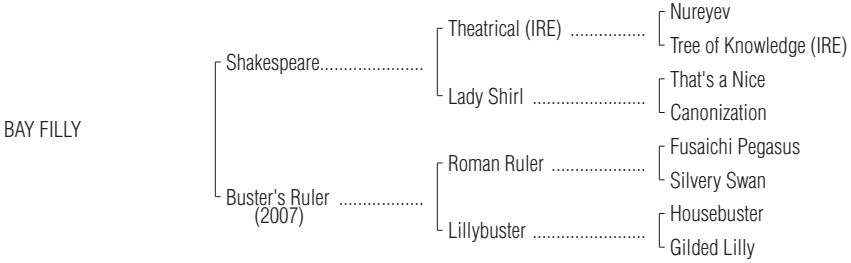 Nureyev
Theatrical (IRE) ................
Tree of Knowledge (IRE)
Shakespeare......................
That's a Nice
Lady Shirl ........................
Canonization
BAY FILLY
Fusaichi Pegasus
Roman Ruler ....................
Silvery Swan
Buster's Ruler ..................
(2007)
Housebuster
Lillybuster ........................
Gilded Lilly